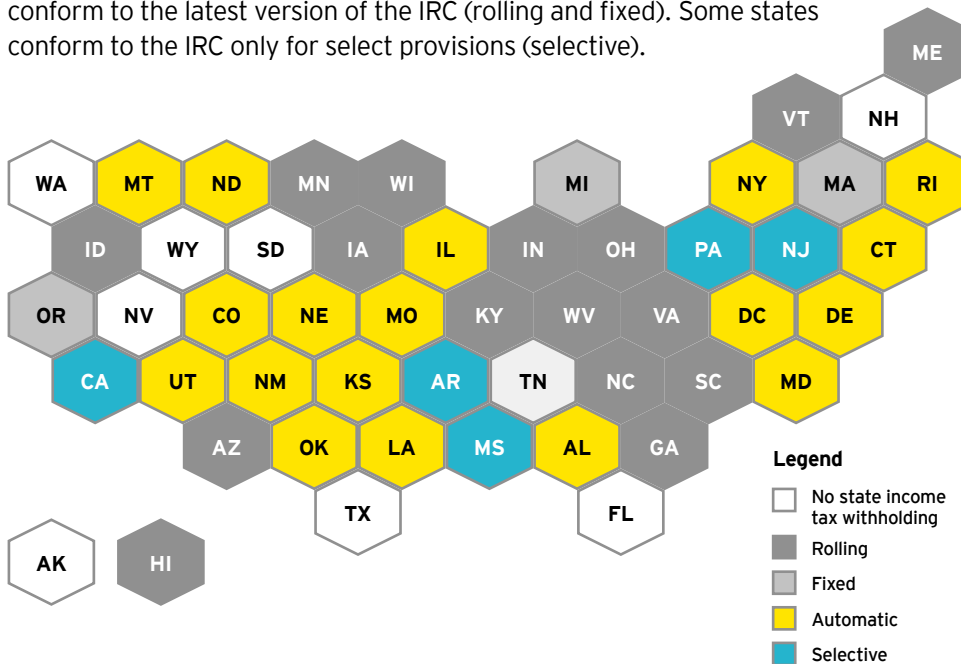 conform to the latest version of the IRC (rolling and fixed). Some states
conform to the IRC only for select provisions (selective).
ME
VT
NH
WA
MT
ND
MN
WI
MI
NY
MA
RI
ID
WY
SD
IA
IL
IN
OH
PA
NJ
CT
OR
NV
CO
NE
MO
KY
WV
VA
DC
DE
CA
UT
NM
KS
AR
TN
NC
SC
MD
AZ
OK
LA
MS
AL
GA
TX
FL
AK
HI
Legend
No state income
tax withholding
Rolling
Fixed
Automatic
Selective